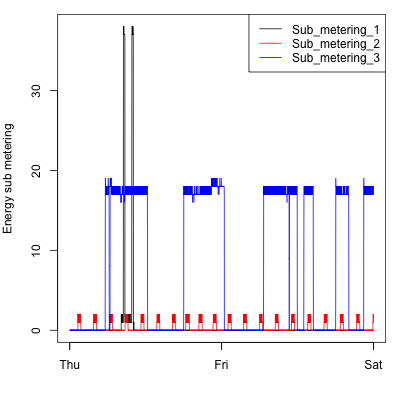 Sub_metering_1
Sub_metering_2
Sub_metering_3
Energy sub metering
30
20
10
0
Thu Fri Sat